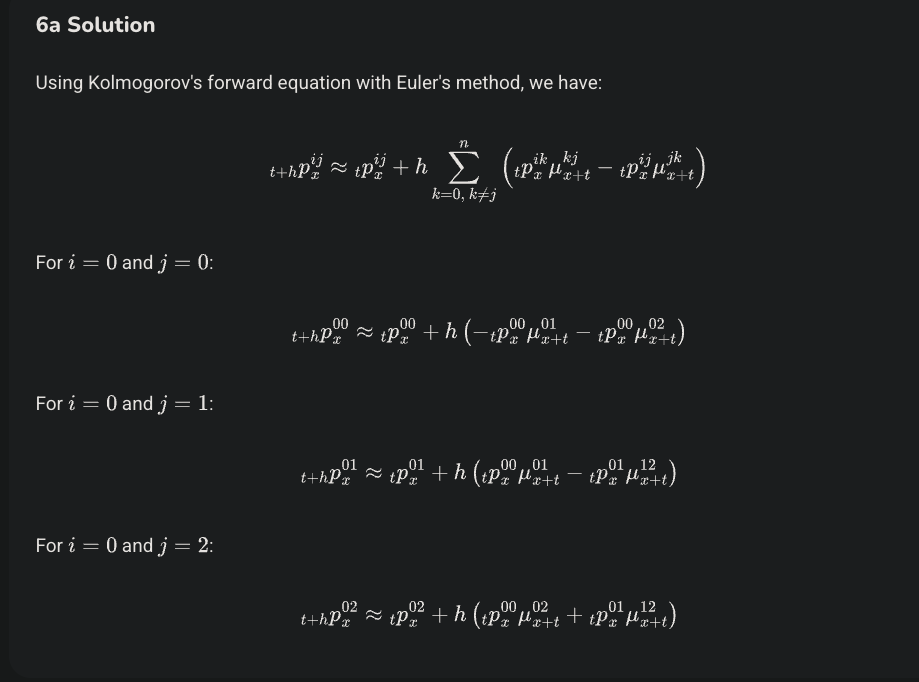 6a Solution
Using Kolmogorov's forward equation with Euler's method, we have:
$_{t+h}p_x^{ij} \approx {}_tp_x^{ij} + h \sum_{k=0,\, k \neq j}^{n} \left( {}_tp_x^{ik} \mu_{x+t}^{kj} - {}_tp_x^{ij} \mu_{x+t}^{jk} \right)$
For $i = 0$ and $j = 0$:
$_{t+h}p_x^{00} \approx {}_tp_x^{00} + h \left( -{}_tp_x^{00} \mu_{x+t}^{01} - {}_tp_x^{00} \mu_{x+t}^{02} \right)$
For $i = 0$ and $j = 1$:
$_{t+h}p_x^{01} \approx {}_tp_x^{01} + h \left( {}_tp_x^{00} \mu_{x+t}^{01} - {}_tp_x^{01} \mu_{x+t}^{12} \right)$
For $i = 0$ and $j = 2$:
$_{t+h}p_x^{02} \approx {}_tp_x^{02} + h \left( {}_tp_x^{00} \mu_{x+t}^{02} + {}_tp_x^{01} \mu_{x+t}^{12} \right)$